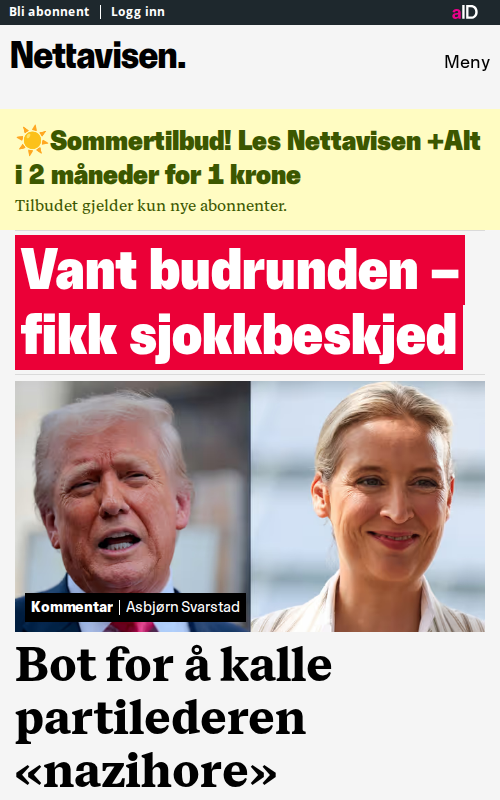 Bli abonnent | Logg inn
aID
Nettavisen.
Meny
☀️Sommertilbud! Les Nettavisen +Alt
i 2 måneder for 1 krone
Tilbudet gjelder kun nye abonnenter.
Vant budrunden –
fikk sjokkbeskjed
Kommentar | Asbjørn Svarstad
Bot for å kalle
partilederen
«nazihore»